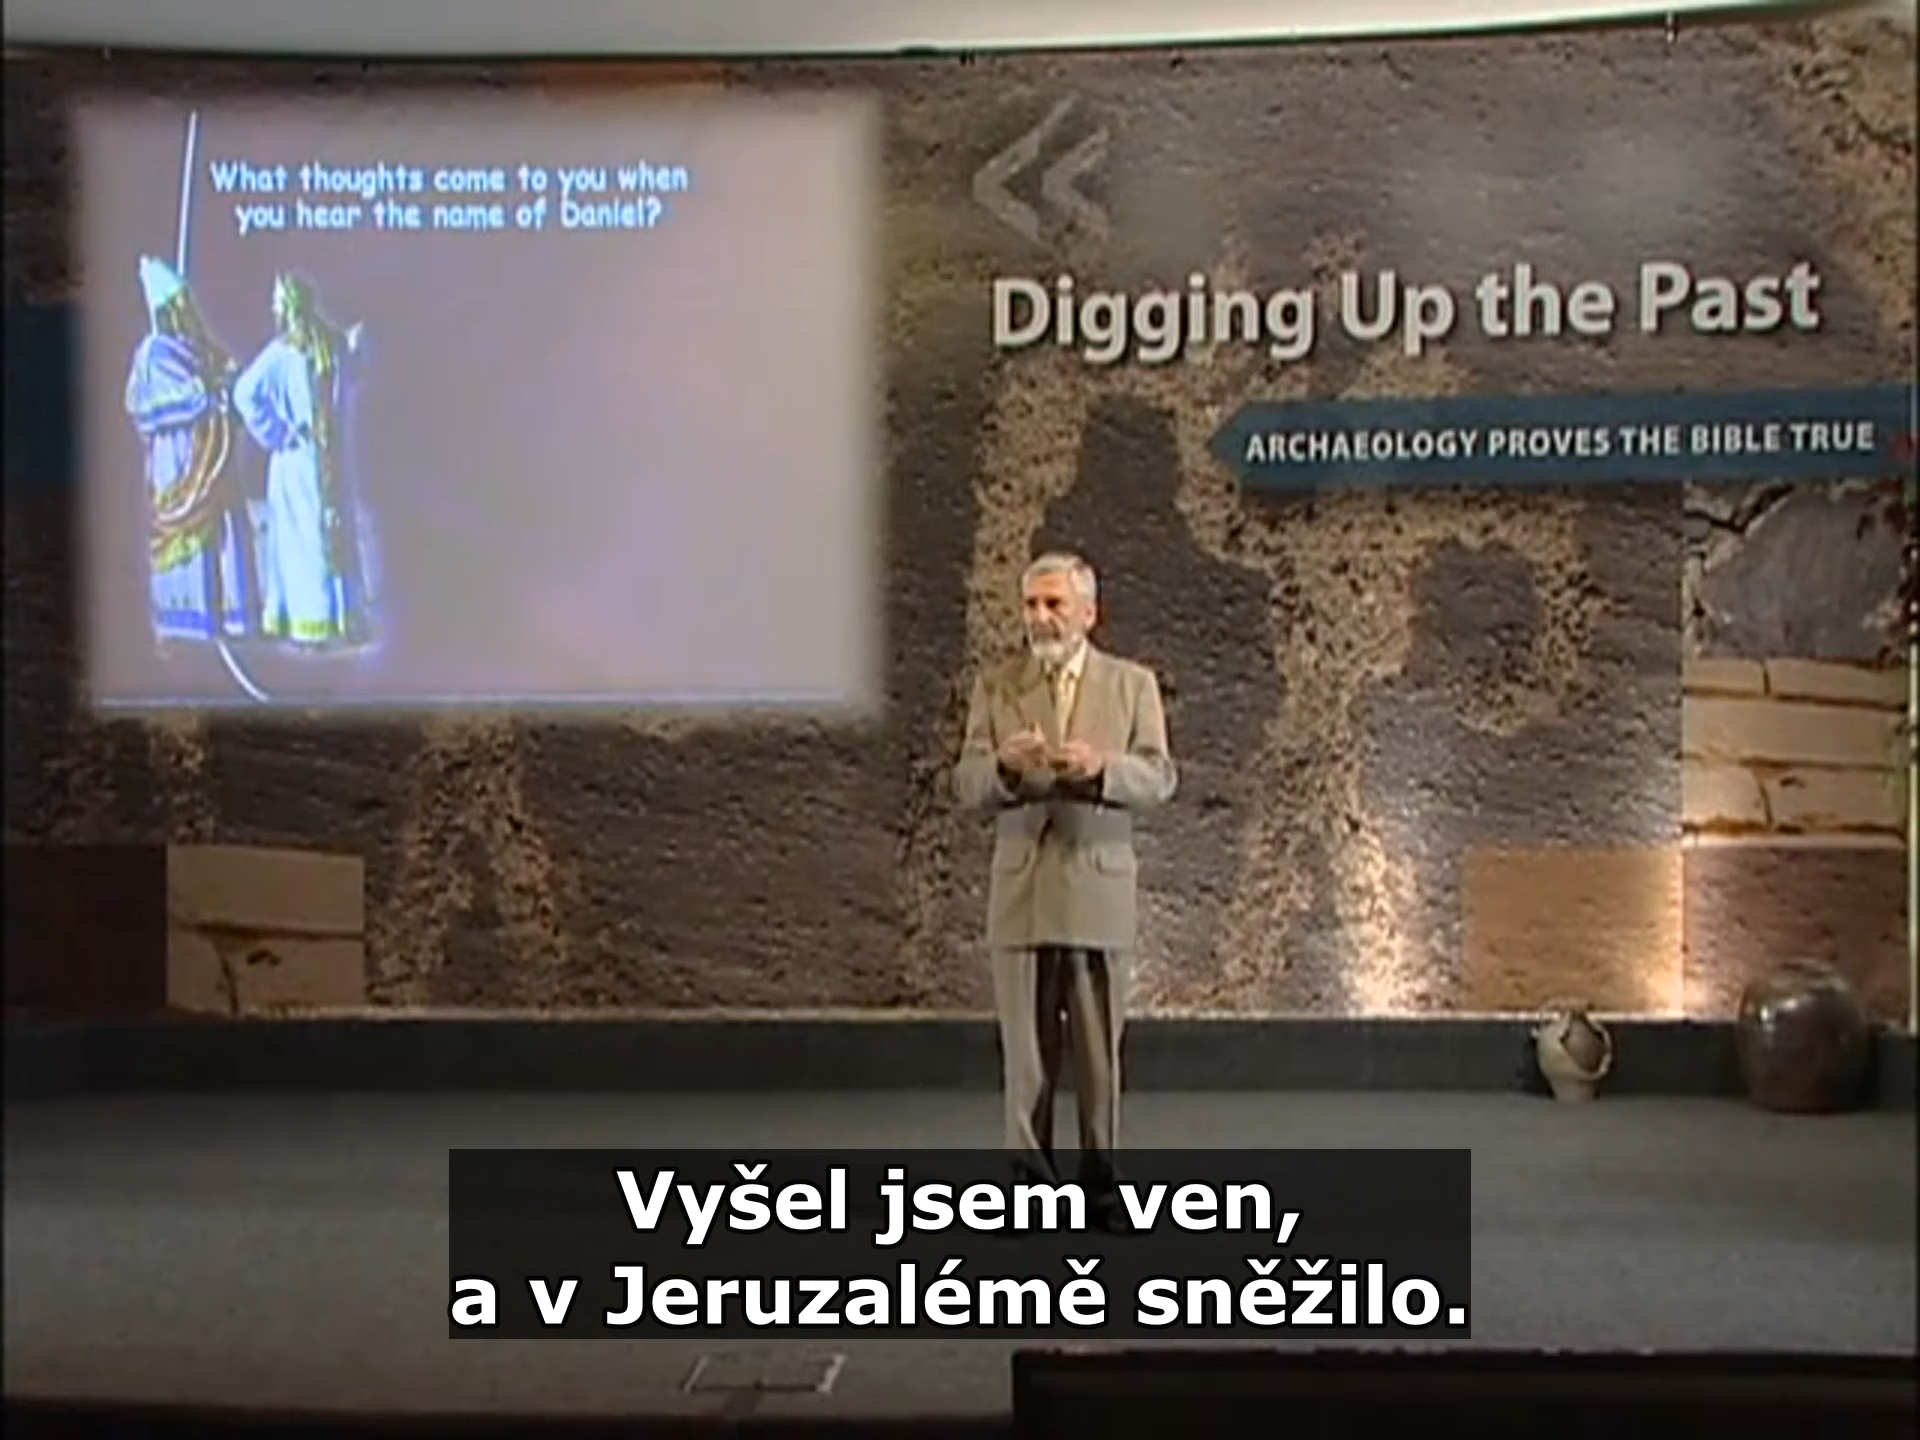 What thoughts come to you when
you hear the name of Daniel?
Digging Up the Past
ARCHAEOLOGY PROVES THE BIBLE TRUE
Vyšel jsem ven,
a v Jeruzalémě sněžilo.